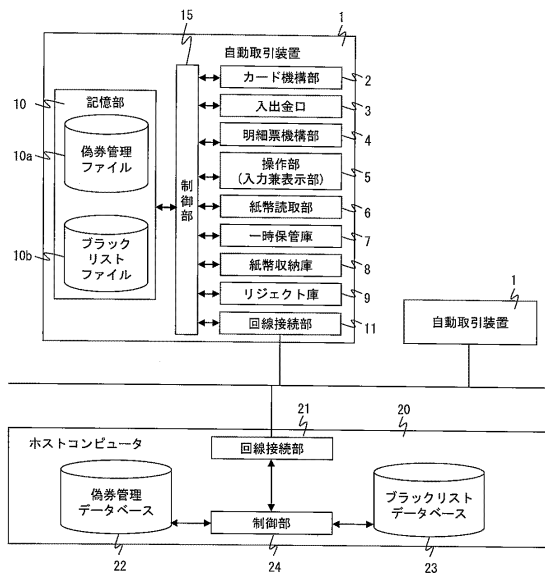 15
1
自動取引装置
10
記憶部
10a
偽券管理
ファイル
10b
ブラック
リスト
ファイル
制御部
カード機構部
2
入出金口
3
明細票機構部
4
操作部
(入力兼表示部)
5
紙幣読取部
6
一時保管庫
7
紙幣収納庫
8
リジェクト庫
9
回線接続部
11
1
自動取引装置
21
20
ホストコンピュータ
回線接続部
偽券管理
データベース
22
制御部
24
ブラックリスト
データベース
23